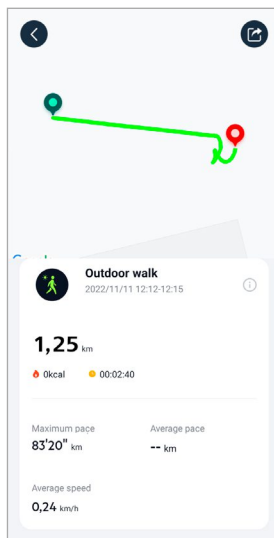 Outdoor walk
2022/11/11 12:12-12:15
1,25 km
0kcal 00:02:40
Maximum pace Average pace
83'20" km -- km
Average speed
0,24 km/h